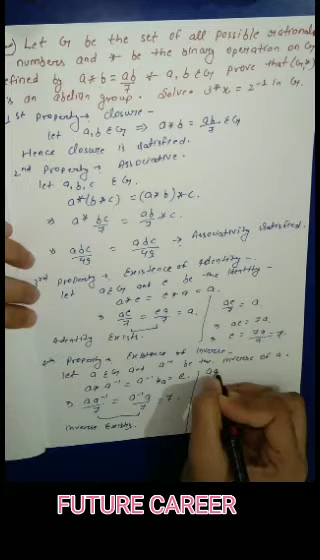 Let G be the set of all possible rational
numbers and * be the binary operation on G
defined by a*b = ab/7 ∀ a, b ∈ G prove that (G,*)
is an abelian group. Solve 3*x = 2⁻¹ in G.
1st Property → Closure -
let a, b ∈ G ⇒ a*b = ab/7 ∈ G
Hence closure is satisfied.
2nd Property → Associative
let a, b, c ∈ G
a*(b*c) = (a*b)*c.
⇒ a* bc/7 = ab/7 *c.
⇒ abc/49 = abc/49 → Associativity satisfied.
3rd Property → Existence of Identity -
let a ∈ G and e be the identity -
a*e = e*a = a.
⇒ ae/7 = ea/7 = a.
Identity Exists.
ae/7 = a.
⇒ ae = 7a.
⇒ e = 7a/a = 7.
4th Property → Existence of inverse -
let a ∈ G and a⁻¹ be the inverse of a.
a*a⁻¹ = a⁻¹*a = e.
⇒ aa⁻¹/7 = a⁻¹a/7 = 7.
inverse Exists
aa
FUTURE CAREER